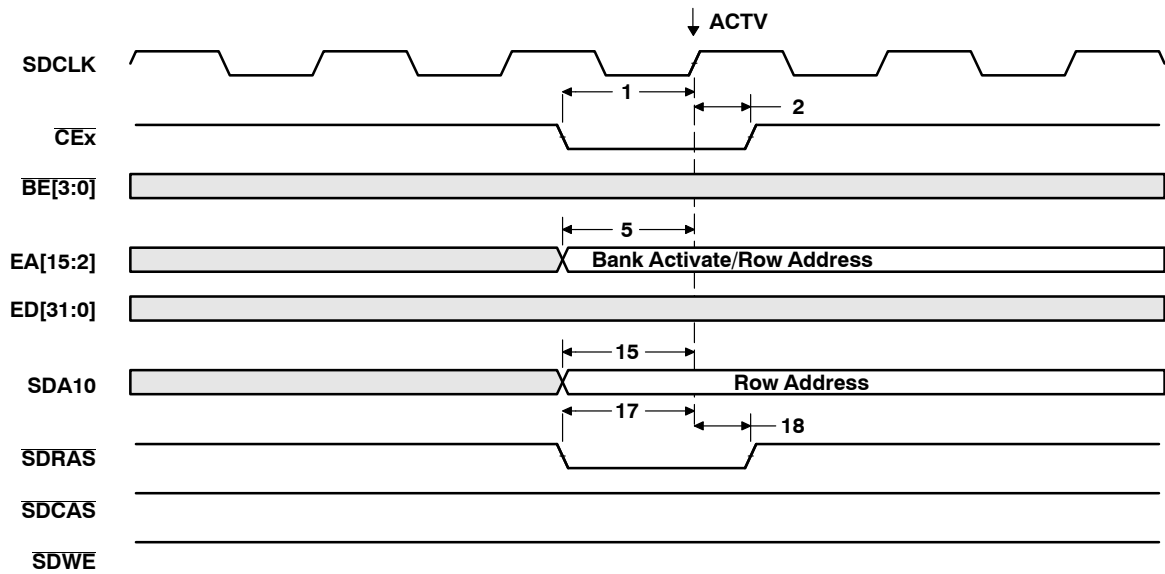 ACTV
SDCLK
1
2
CEx
BE[3:0]
5
EA[15:2]
Bank Activate/Row Address
ED[31:0]
15
SDA10
Row Address
17
18
SDRAS
SDCAS
SDWE